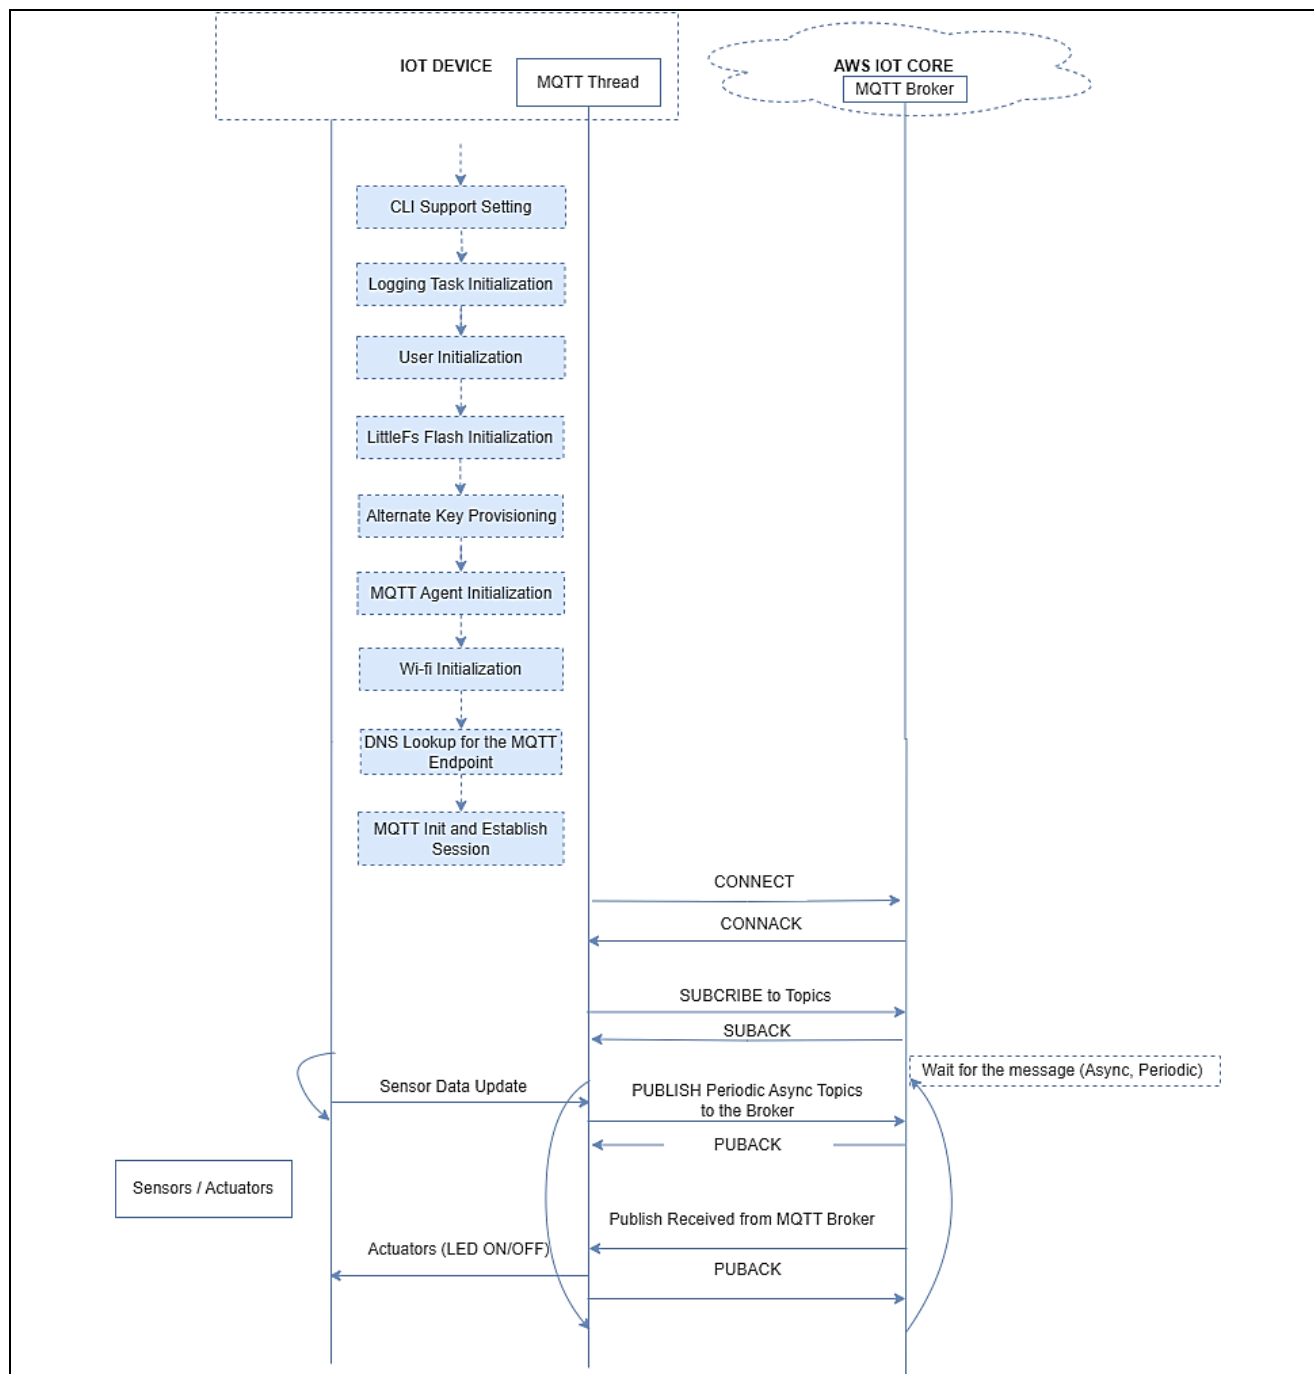 IOT DEVICE
MQTT Thread
AWS IOT CORE
MQTT Broker
CLI Support Setting
Logging Task Initialization
User Initialization
LittleFs Flash Initialization
Alternate Key Provisioning
MQTT Agent Initialization
Wi-fi Initialization
DNS Lookup for the MQTT
Endpoint
MQTT Init and Establish
Session
CONNECT
CONNACK
SUBCRIBE to Topics
SUBACK
Wait for the message (Async, Periodic)
Sensor Data Update
PUBLISH Periodic Async Topics
to the Broker
PUBACK
Sensors / Actuators
Publish Received from MQTT Broker
Actuators (LED ON/OFF)
PUBACK